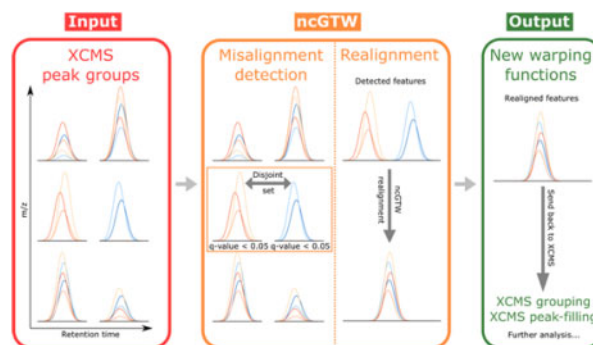 Input
XCMS
peak groups
m/z
Retention time
ncGTW
Misalignment
detection
Disjoint
set
q-value < 0.05 q-value < 0.05
Realignment
Detected features
ncGTW
realignment
Output
New warping
functions
Realigned features
Send back to XCMS
XCMS grouping
XCMS peak-filling
Further analysis...